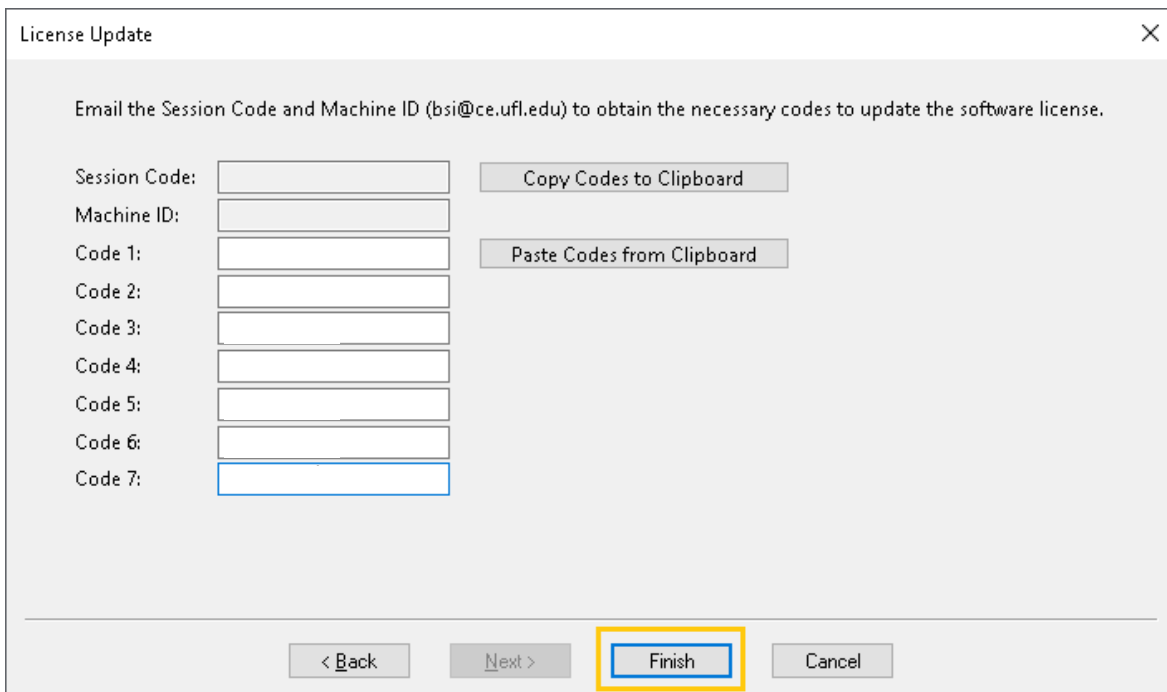 License Update
Email the Session Code and Machine ID (bsi@ce.ufl.edu) to obtain the necessary codes to update the software license.
Session Code:
Copy Codes to Clipboard
Machine ID:
Code 1:
Paste Codes from Clipboard
Code 2:
Code 3:
Code 4:
Code 5:
Code 6:
Code 7:
< Back
Next >
Finish
Cancel